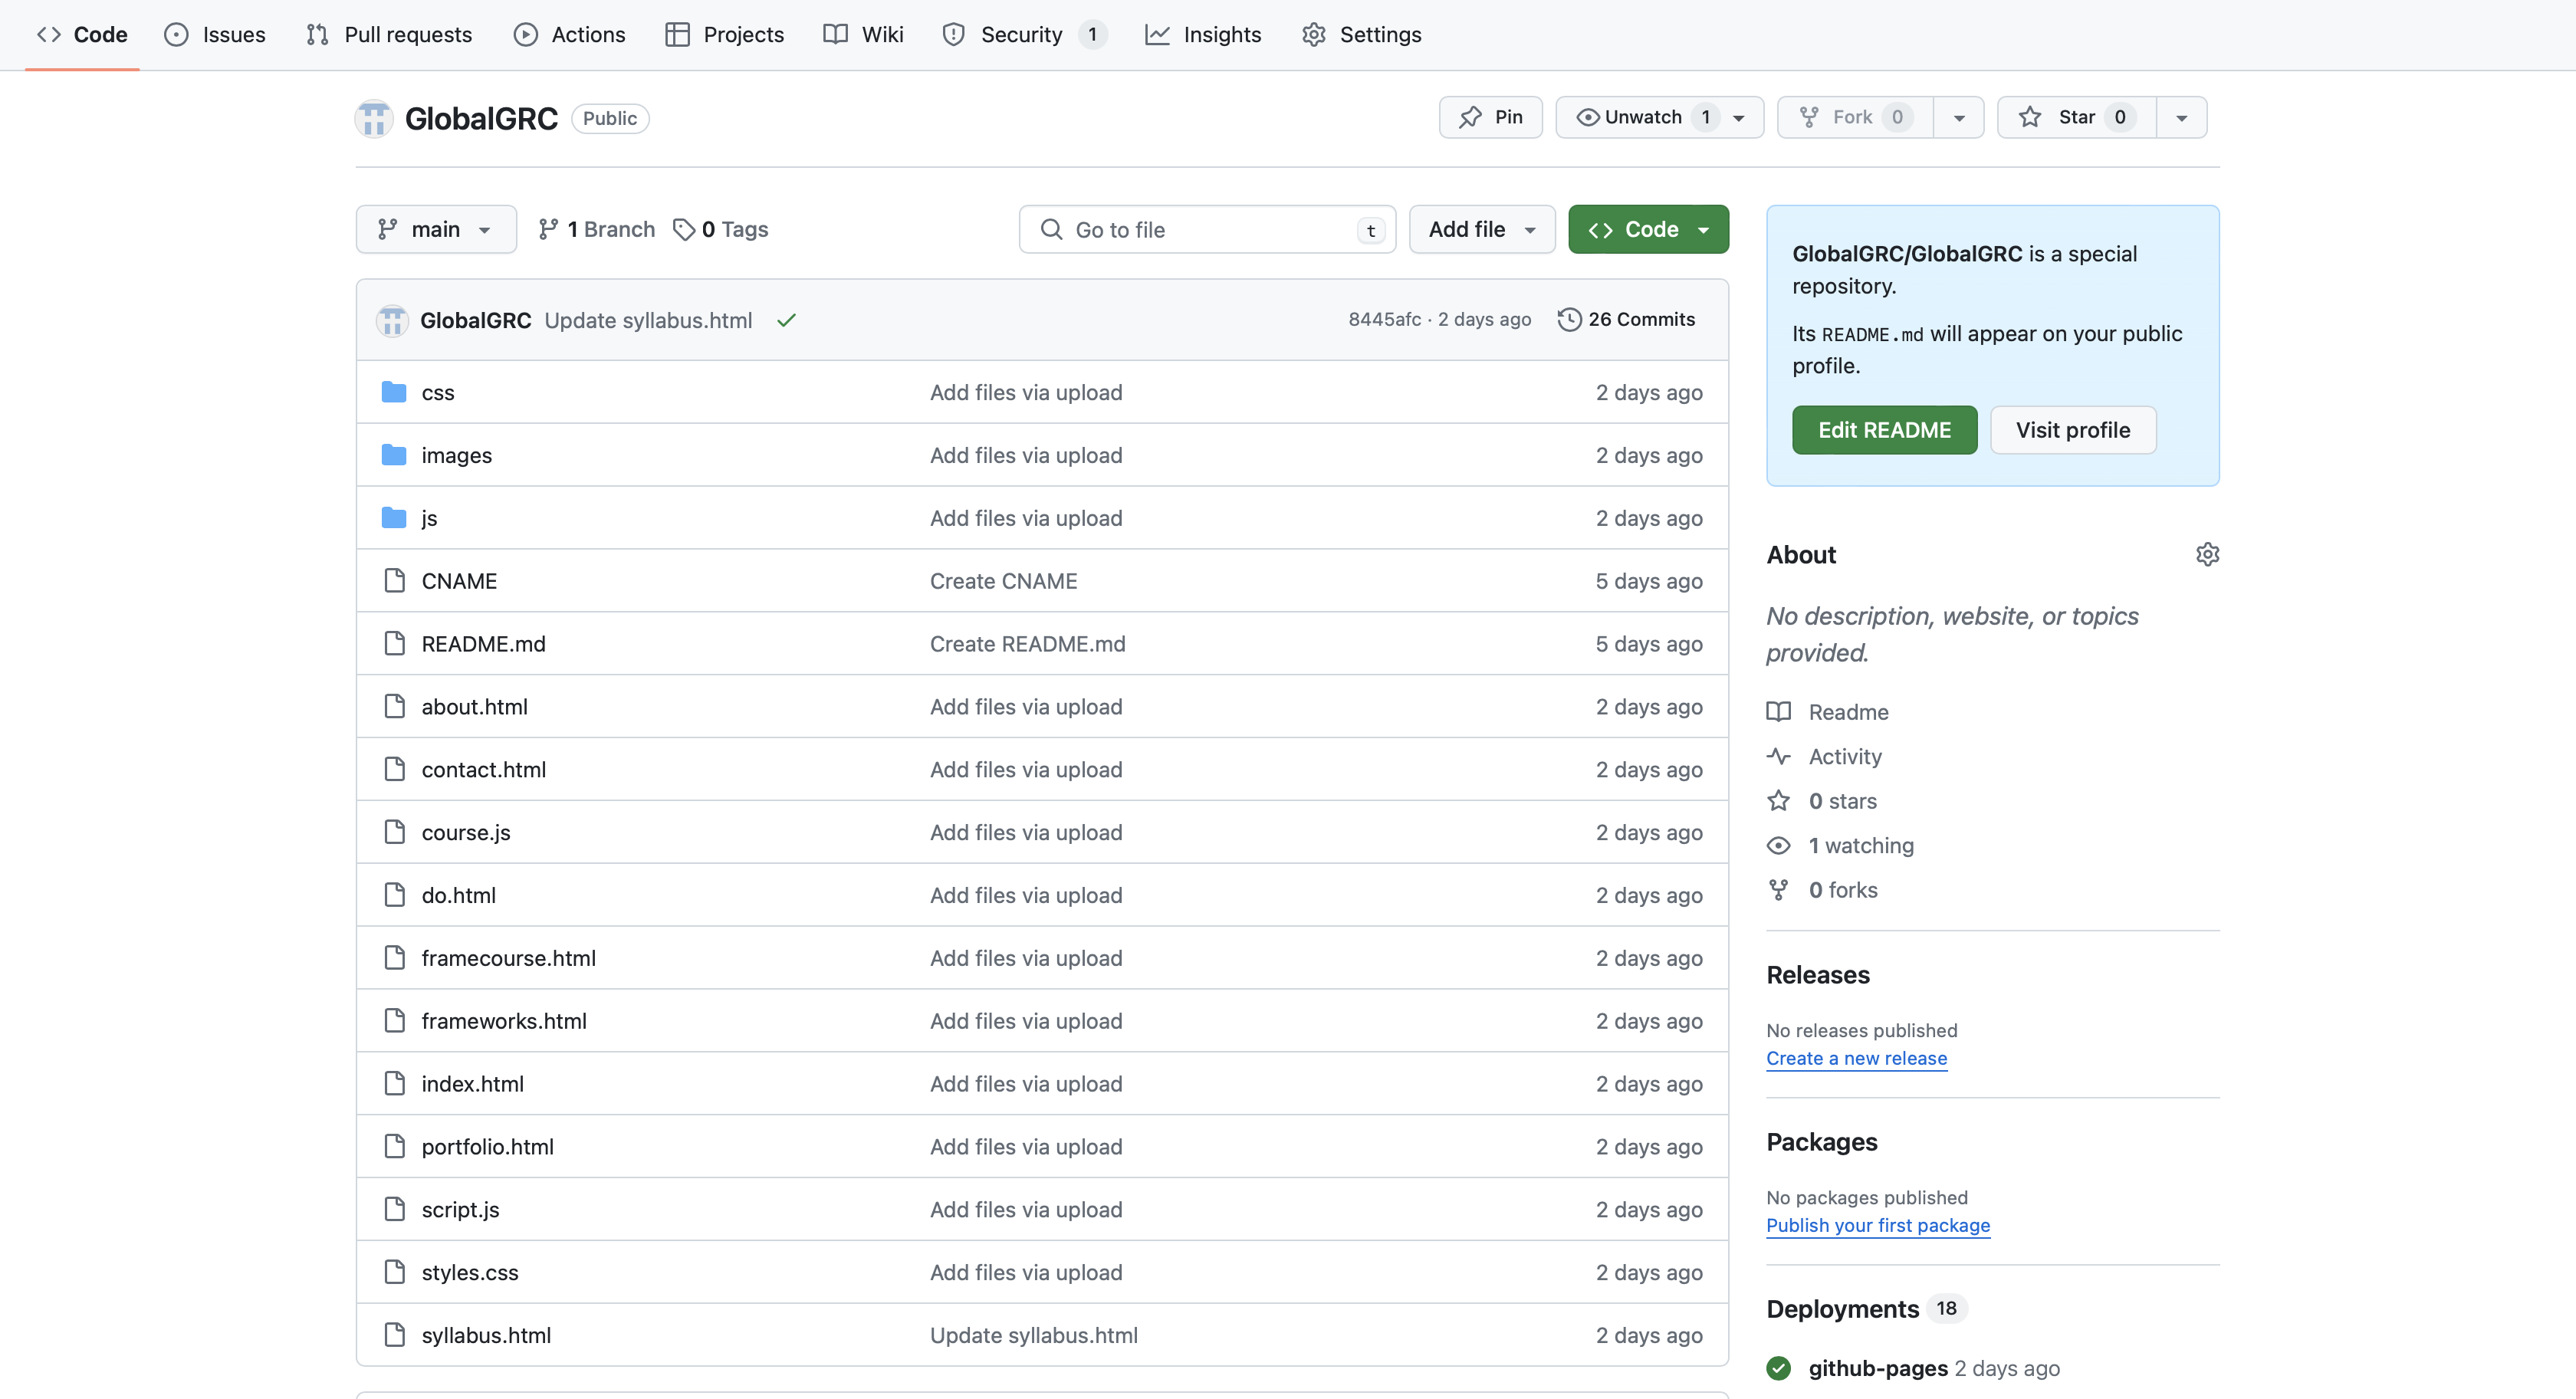 Code Issues Pull requests Actions Projects Wiki Security 1 Insights Settings
GlobalGRC Public
Pin Unwatch 1 Fork 0 Star 0
main 1 Branch 0 Tags Go to file t Add file Code
GlobalGRC Update syllabus.html 8445afc · 2 days ago 26 Commits
css Add files via upload 2 days ago
images Add files via upload 2 days ago
js Add files via upload 2 days ago
CNAME Create CNAME 5 days ago
README.md Create README.md 5 days ago
about.html Add files via upload 2 days ago
contact.html Add files via upload 2 days ago
course.js Add files via upload 2 days ago
do.html Add files via upload 2 days ago
framecourse.html Add files via upload 2 days ago
frameworks.html Add files via upload 2 days ago
index.html Add files via upload 2 days ago
portfolio.html Add files via upload 2 days ago
script.js Add files via upload 2 days ago
styles.css Add files via upload 2 days ago
syllabus.html Update syllabus.html 2 days ago
GlobalGRC/GlobalGRC is a special
repository.
Its README.md will appear on your public
profile.
Edit README Visit profile
About
No description, website, or topics
provided.
Readme
Activity
0 stars
1 watching
0 forks
Releases
No releases published
Create a new release
Packages
No packages published
Publish your first package
Deployments 18
github-pages 2 days ago